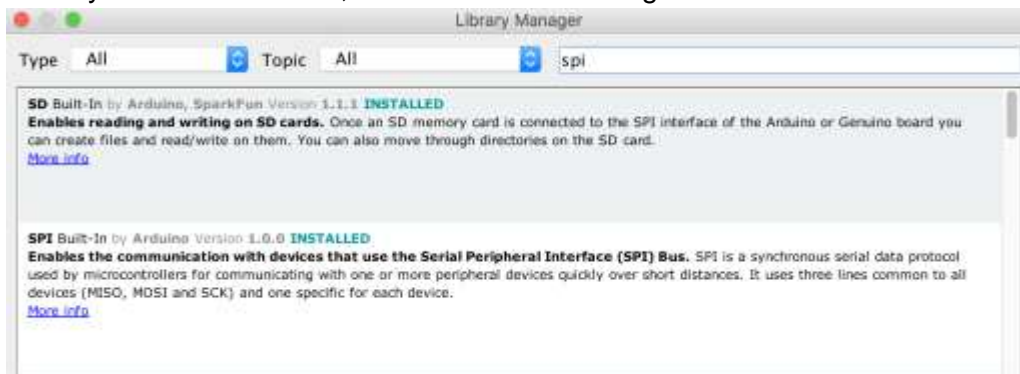 Library Manager
Type All Topic All spi
SD Built-In by Arduino, SparkFun Version 1.1.1 INSTALLED
Enables reading and writing on SD cards. Once an SD memory card is connected to the SPI interface of the Arduino or Genuino board you
can create files and read/write on them. You can also move through directories on the SD card.
More info
SPI Built-In by Arduino Version 1.0.0 INSTALLED
Enables the communication with devices that use the Serial Peripheral Interface (SPI) Bus. SPI is a synchronous serial data protocol
used by microcontrollers for communicating with one or more peripheral devices quickly over short distances. It uses three lines common to all
devices (MISO, MOSI and SCK) and one specific for each device.
More info